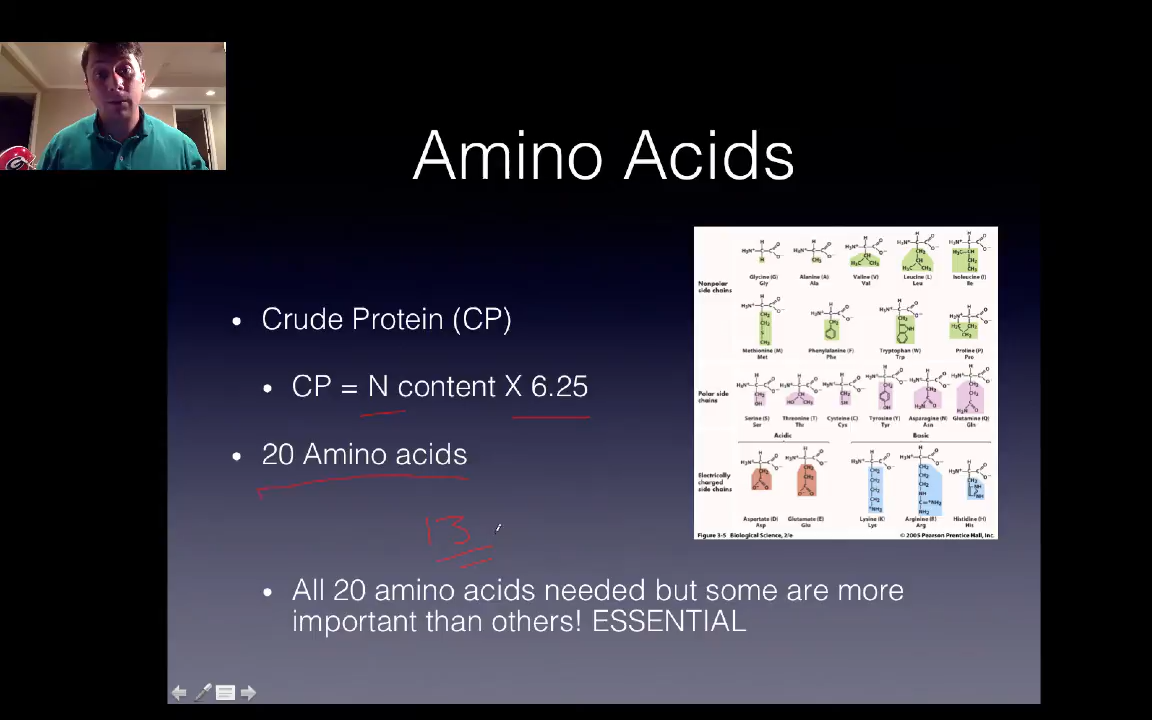 Amino Acids
• Crude Protein (CP)
• CP = N content X 6.25
• 20 Amino acids
13
• All 20 amino acids needed but some are more
important than others! ESSENTIAL
Nonpolar
side chains
Glycine (G)
Gly
Alanine (A)
Ala
Valine (V)
Val
Leucine (L)
Leu
Isoleucine (I)
Ile
Methionine (M)
Met
Phenylalanine (F)
Phe
Tryptophan (W)
Trp
Proline (P)
Pro
Polar side
chains
Serine (S)
Ser
Threonine (T)
Thr
Cysteine (C)
Cys
Tyrosine (Y)
Tyr
Asparagine (N)
Asn
Glutamine (Q)
Gln
Acidic
Basic
Electrically
charged side
chains
Aspartate (D)
Asp
Glutamate (E)
Glu
Lysine (K)
Lys
Arginine (R)
Arg
Histidine (H)
His
Figure 3-5 Biological Science, 2/e
© 2005 Pearson Prentice Hall, Inc.